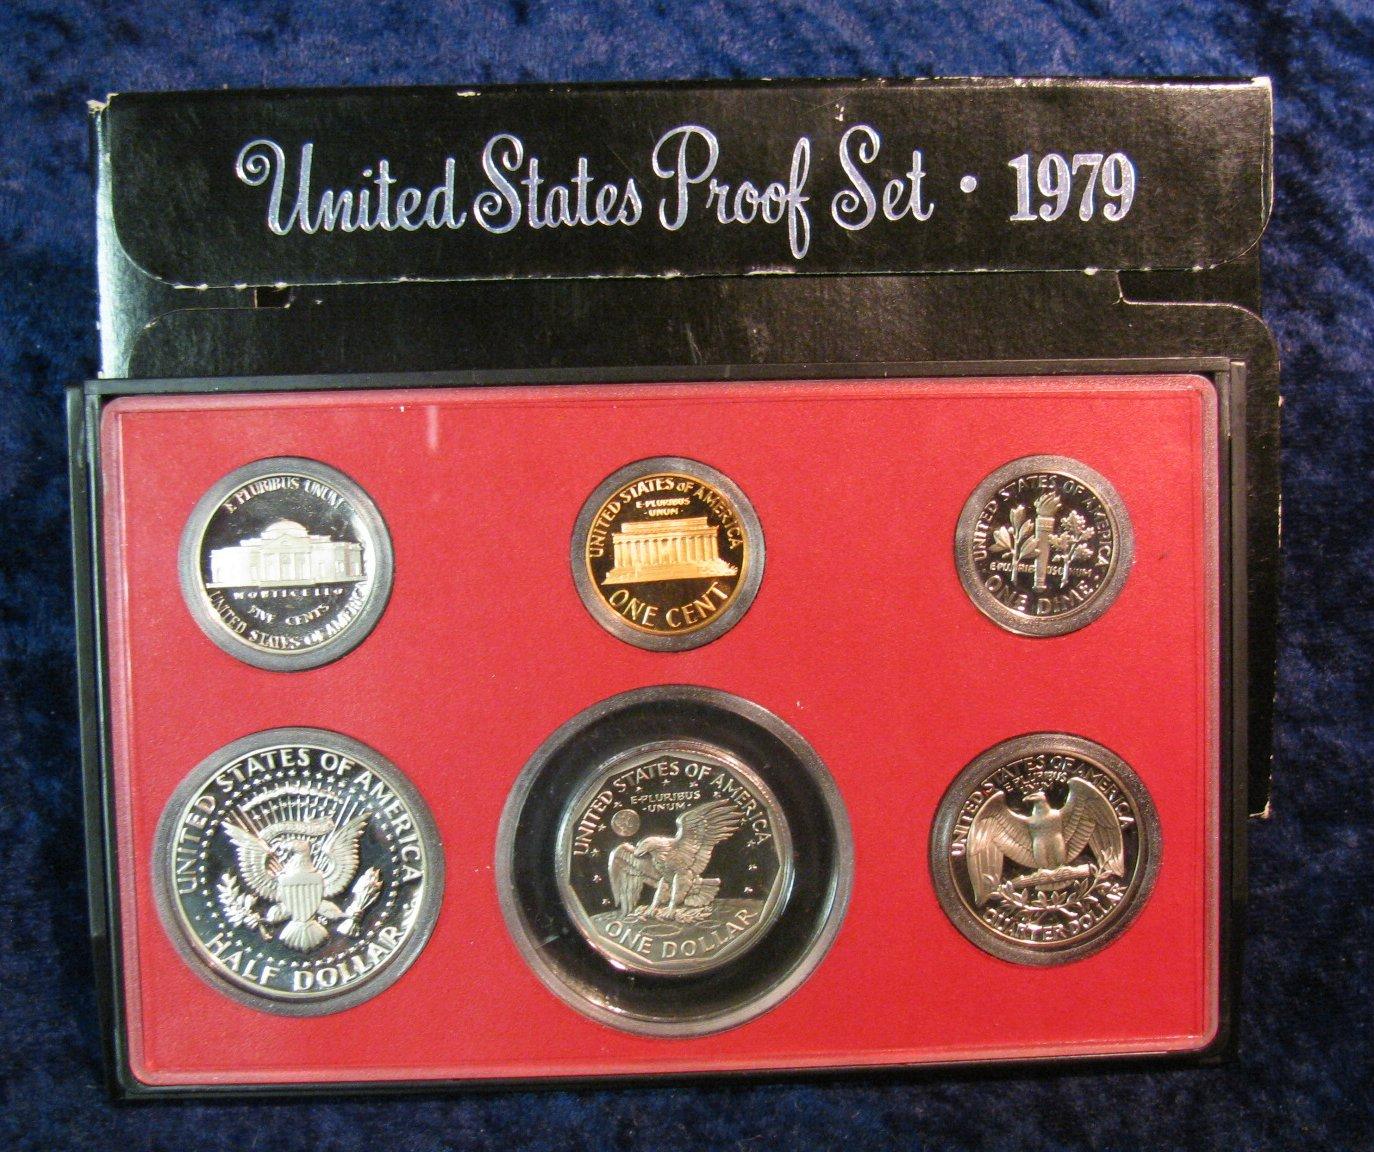 United States Proof Set · 1979
E PLURIBUS UNUM
MONTICELLO
FIVE CENTS
UNITED STATES OF AMERICA
UNITED STATES OF AMERICA
E·PLURIBUS
·UNUM·
ONE CENT
UNITED STATES OF AMERICA
E·PLURIBUS UNUM
ONE DIME
UNITED STATES OF AMERICA
HALF DOLLAR
UNITED STATES OF AMERICA
E·PLURIBUS
·UNUM·
ONE DOLLAR
UNITED STATES OF AMERICA
E PLURIBUS
UNUM
QUARTER DOLLAR